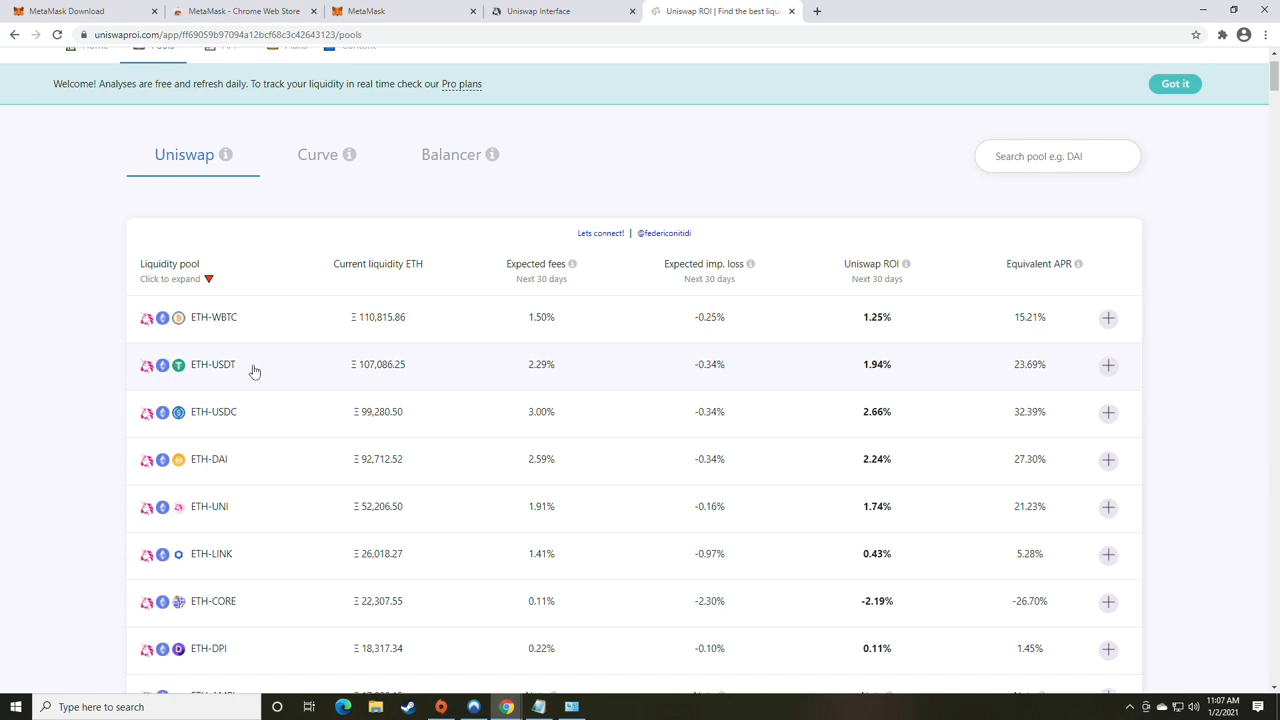 MetaMask Download
MetaMask - Chrome Web Store
MetaMask
Uniswap Interface
Uniswap ROI | Find the best liqui
uniswaproi.com/app/ff69059b97094a12bcf68c3c42643123/pools
Welcome! Analyses are free and refresh daily. To track your liquidity in real time check our Pro plans
Got it
Uniswap
Curve
Balancer
Search pool e.g. DAI
Lets connect! | @federiconitidi
Liquidity pool
Current liquidity ETH
Expected fees
Expected imp. loss
Uniswap ROI
Equivalent APR
Click to expand
Next 30 days
Next 30 days
Next 30 days
ETH-WBTC Ξ 110,815.86 1.50% -0.25% 1.25% 15.21%
ETH-USDT Ξ 107,086.25 2.29% -0.34% 1.94% 23.69%
ETH-USDC Ξ 99,280.50 3.00% -0.34% 2.66% 32.39%
ETH-DAI Ξ 92,712.52 2.59% -0.34% 2.24% 27.30%
ETH-UNI Ξ 52,206.50 1.91% -0.16% 1.74% 21.23%
ETH-LINK Ξ 26,018.27 1.41% -0.97% 0.43% 5.28%
ETH-CORE Ξ 22,307.55 0.11% -2.30% -2.19% -26.70%
ETH-DPI Ξ 18,317.34 0.22% -0.10% 0.11% 1.45%
Type here to search
11:07 AM
1/2/2021